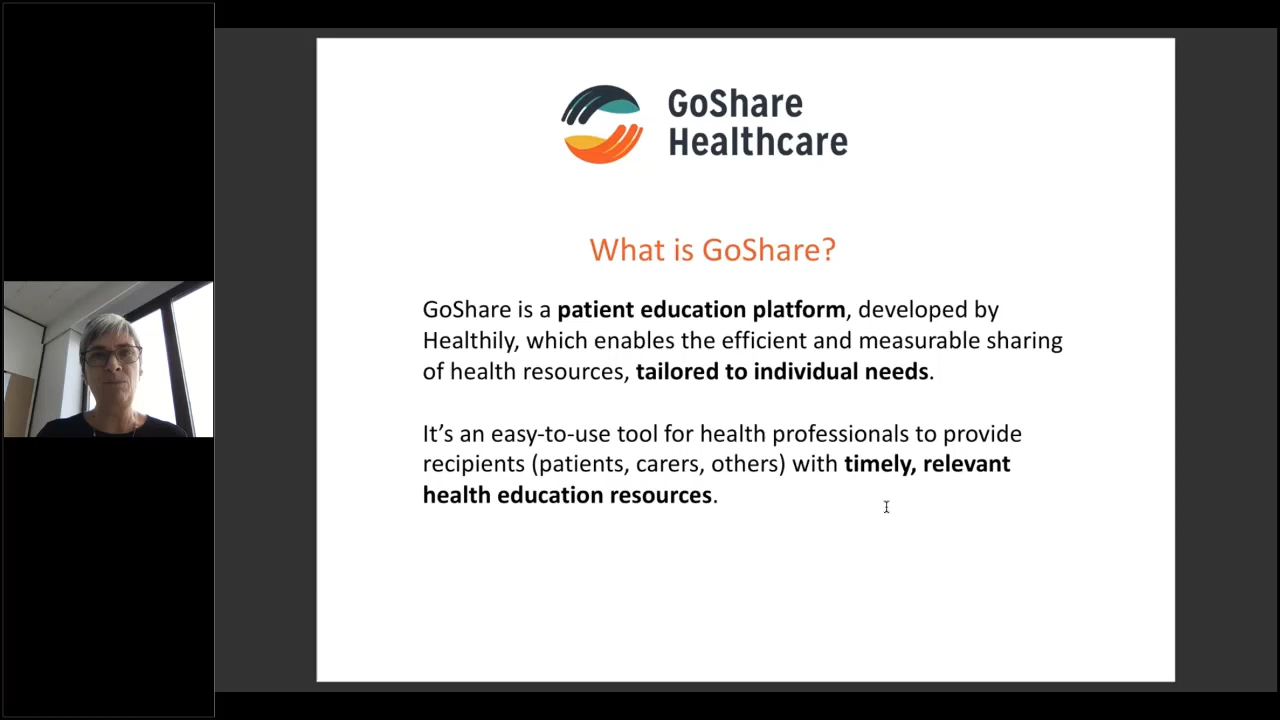 GoShare
Healthcare
What is GoShare?
GoShare is a patient education platform, developed by
Healthily, which enables the efficient and measurable sharing
of health resources, tailored to individual needs.
It’s an easy-to-use tool for health professionals to provide
recipients (patients, carers, others) with timely, relevant
health education resources.